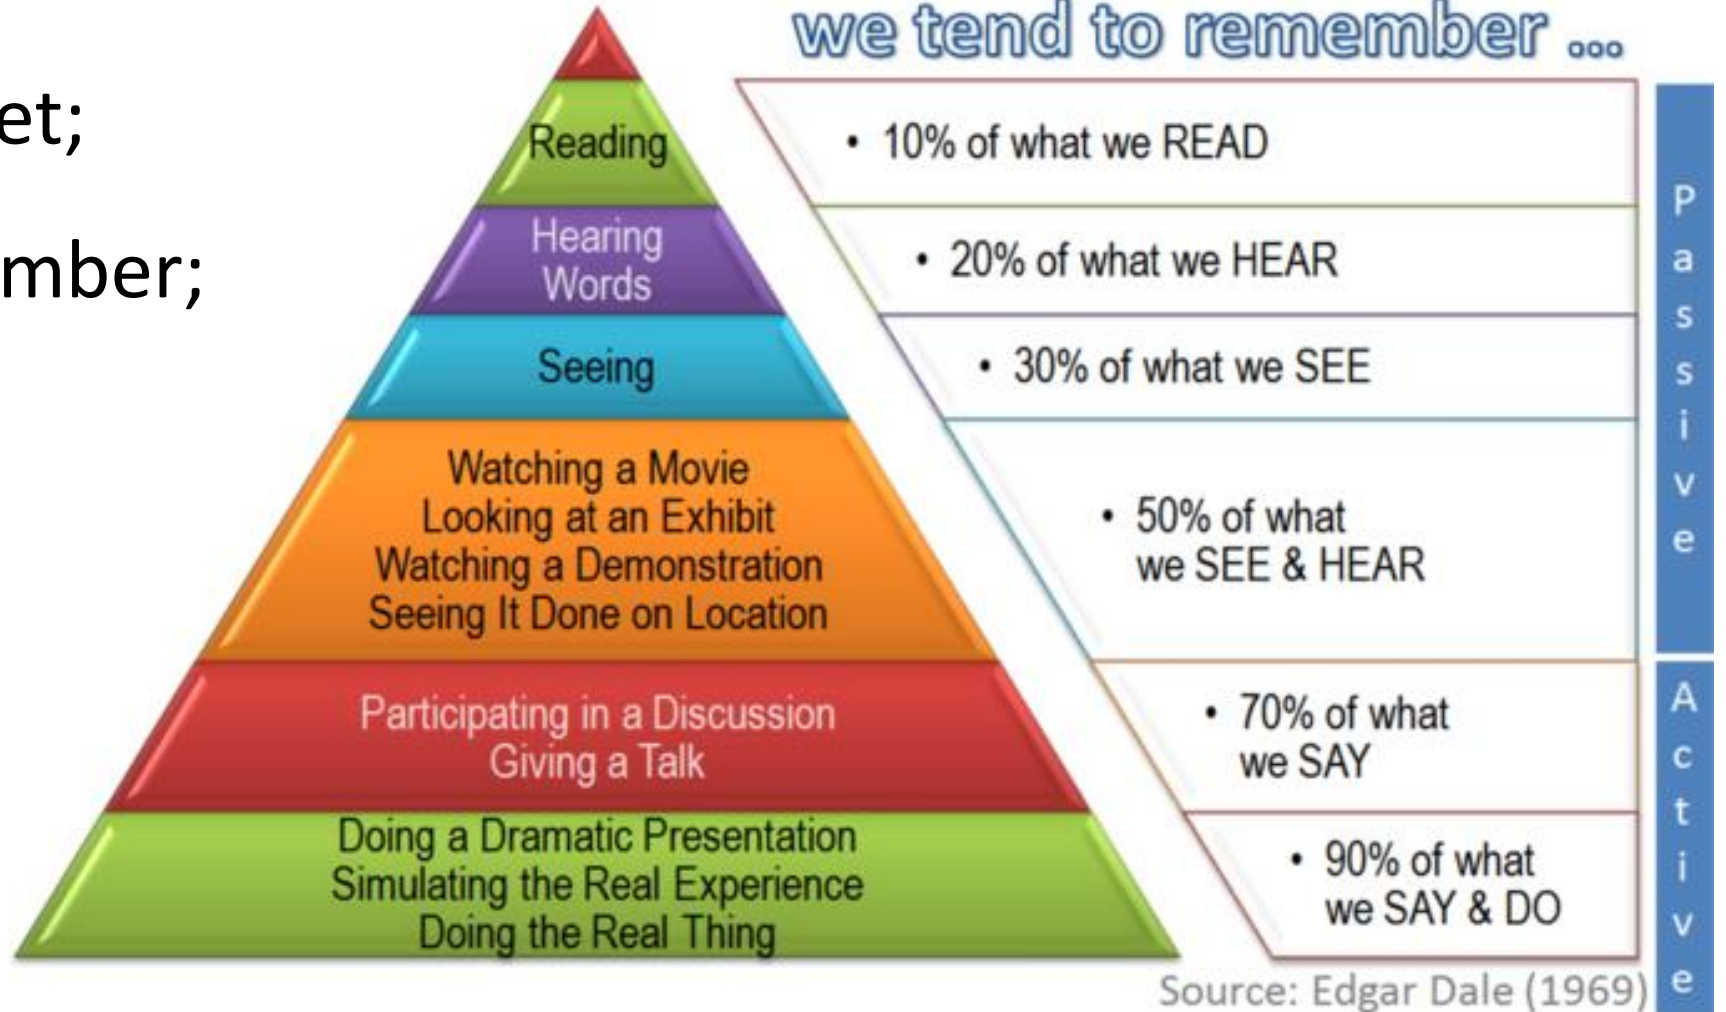 et;
mber;
Reading
Hearing
Words
Seeing
Watching a Movie
Looking at an Exhibit
Watching a Demonstration
Seeing It Done on Location
Participating in a Discussion
Giving a Talk
Doing a Dramatic Presentation
Simulating the Real Experience
Doing the Real Thing
we tend to remember ...
• 10% of what we READ
• 20% of what we HEAR
• 30% of what we SEE
• 50% of what
we SEE & HEAR
• 70% of what
we SAY
• 90% of what
we SAY & DO
Passive
Active
Source: Edgar Dale (1969)